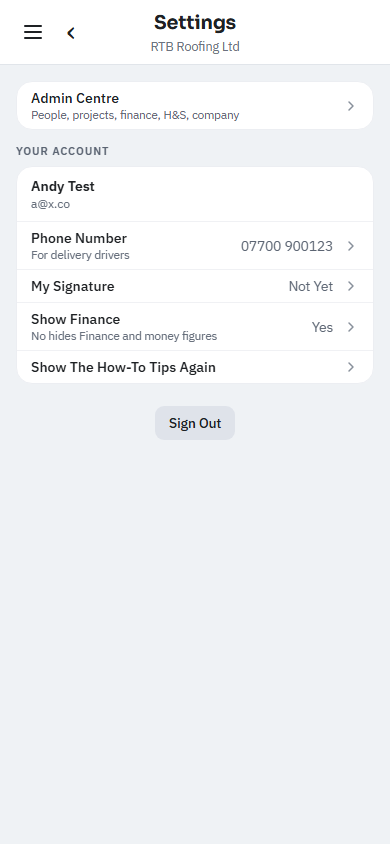 Settings
RTB Roofing Ltd
Admin Centre
People, projects, finance, H&S, company
YOUR ACCOUNT
Andy Test
a@x.co
Phone Number
For delivery drivers
07700 900123
My Signature
Not Yet
Show Finance
No hides Finance and money figures
Yes
Show The How-To Tips Again
Sign Out